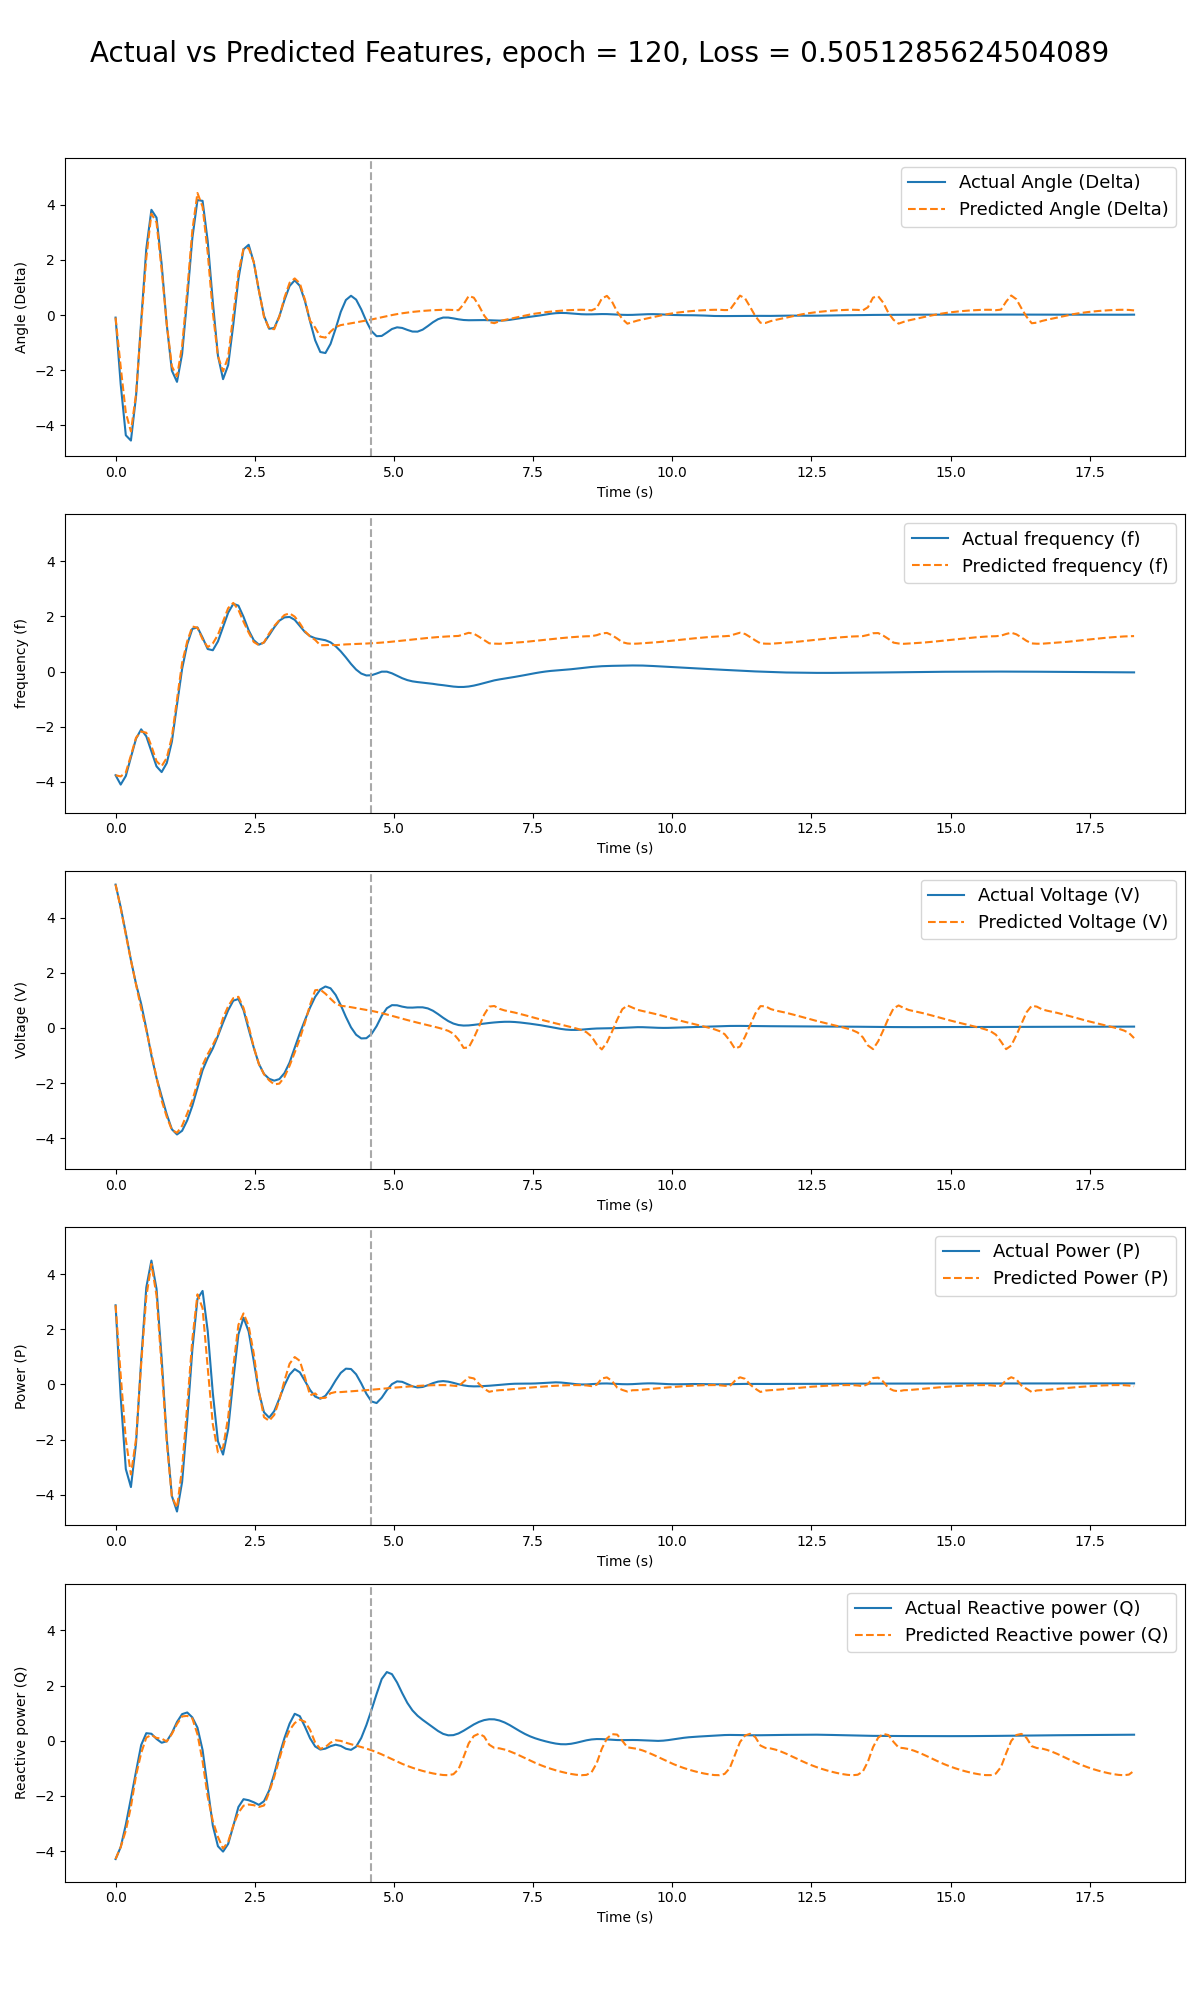 Actual vs Predicted Features, epoch = 120, Loss = 0.5051285624504089
Actual Angle (Delta)
Predicted Angle (Delta)
Angle (Delta)
4
2
0
−2
−4
0.0 2.5 5.0 7.5 10.0 12.5 15.0 17.5
Time (s)
Actual frequency (f)
Predicted frequency (f)
frequency (f)
4
2
0
−2
−4
0.0 2.5 5.0 7.5 10.0 12.5 15.0 17.5
Time (s)
Actual Voltage (V)
Predicted Voltage (V)
Voltage (V)
4
2
0
−2
−4
0.0 2.5 5.0 7.5 10.0 12.5 15.0 17.5
Time (s)
Actual Power (P)
Predicted Power (P)
Power (P)
4
2
0
−2
−4
0.0 2.5 5.0 7.5 10.0 12.5 15.0 17.5
Time (s)
Actual Reactive power (Q)
Predicted Reactive power (Q)
Reactive power (Q)
4
2
0
−2
−4
0.0 2.5 5.0 7.5 10.0 12.5 15.0 17.5
Time (s)